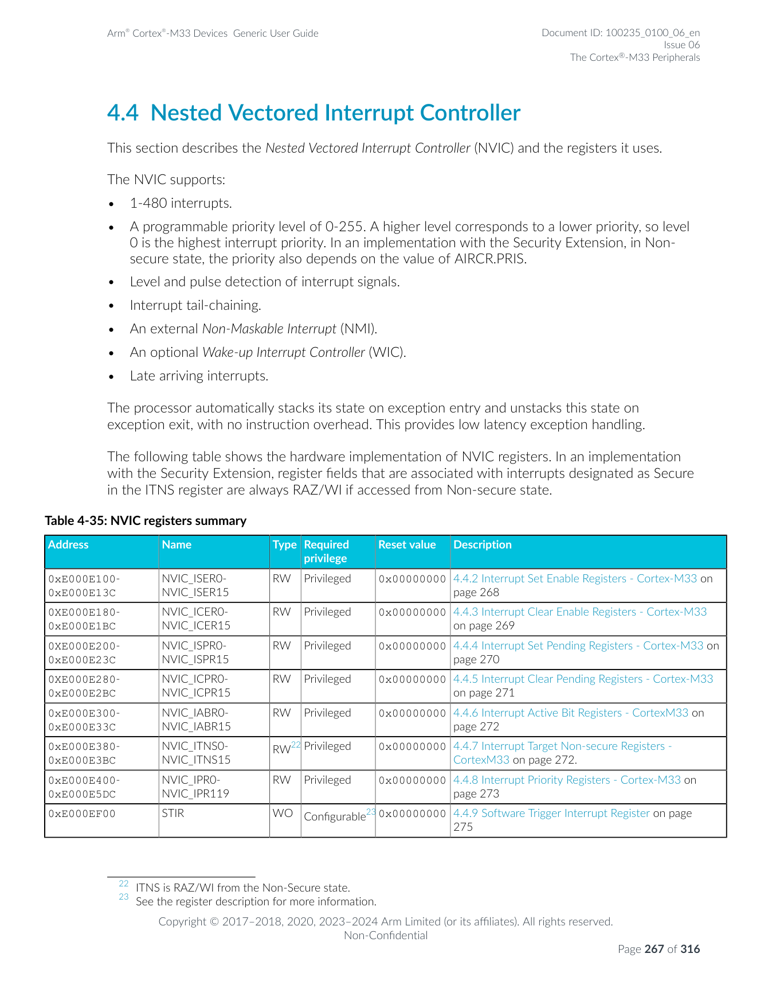 Arm® Cortex®-M33 Devices Generic User Guide
Document ID: 100235_0100_06_en
Issue 06
The Cortex®-M33 Peripherals
4.4 Nested Vectored Interrupt Controller
This section describes the Nested Vectored Interrupt Controller (NVIC) and the registers it uses.
The NVIC supports:
• 1-480 interrupts.
• A programmable priority level of 0-255. A higher level corresponds to a lower priority, so level
0 is the highest interrupt priority. In an implementation with the Security Extension, in Non-
secure state, the priority also depends on the value of AIRCR.PRIS.
• Level and pulse detection of interrupt signals.
• Interrupt tail-chaining.
• An external Non-Maskable Interrupt (NMI).
• An optional Wake-up Interrupt Controller (WIC).
• Late arriving interrupts.
The processor automatically stacks its state on exception entry and unstacks this state on
exception exit, with no instruction overhead. This provides low latency exception handling.
The following table shows the hardware implementation of NVIC registers. In an implementation
with the Security Extension, register fields that are associated with interrupts designated as Secure
in the ITNS register are always RAZ/WI if accessed from Non-secure state.
Table 4-35: NVIC registers summary
Address Name Type Required Reset value Description
privilege
0xE000E100- NVIC_ISER0- RW Privileged 0x00000000 4.4.2 Interrupt Set Enable Registers - Cortex-M33 on
0xE000E13C NVIC_ISER15 page 268
0XE000E180- NVIC_ICER0- RW Privileged 0x00000000 4.4.3 Interrupt Clear Enable Registers - Cortex-M33
0xE000E1BC NVIC_ICER15 on page 269
0XE000E200- NVIC_ISPR0- RW Privileged 0x00000000 4.4.4 Interrupt Set Pending Registers - Cortex-M33 on
0xE000E23C NVIC_ISPR15 page 270
0XE000E280- NVIC_ICPR0- RW Privileged 0x00000000 4.4.5 Interrupt Clear Pending Registers - Cortex-M33
0xE000E2BC NVIC_ICPR15 on page 271
0xE000E300- NVIC_IABR0- RW Privileged 0x00000000 4.4.6 Interrupt Active Bit Registers - CortexM33 on
0xE000E33C NVIC_IABR15 page 272
0xE000E380- NVIC_ITNS0- RW22 Privileged 0x00000000 4.4.7 Interrupt Target Non-secure Registers -
0xE000E3BC NVIC_ITNS15 CortexM33 on page 272.
0xE000E400- NVIC_IPR0- RW Privileged 0x00000000 4.4.8 Interrupt Priority Registers - Cortex-M33 on
0xE000E5DC NVIC_IPR119 page 273
0xE000EF00 STIR WO Configurable23 0x00000000 4.4.9 Software Trigger Interrupt Register on page
275
22 ITNS is RAZ/WI from the Non-Secure state.
23 See the register description for more information.
Copyright © 2017–2018, 2020, 2023–2024 Arm Limited (or its affiliates). All rights reserved.
Non-Confidential
Page 267 of 316